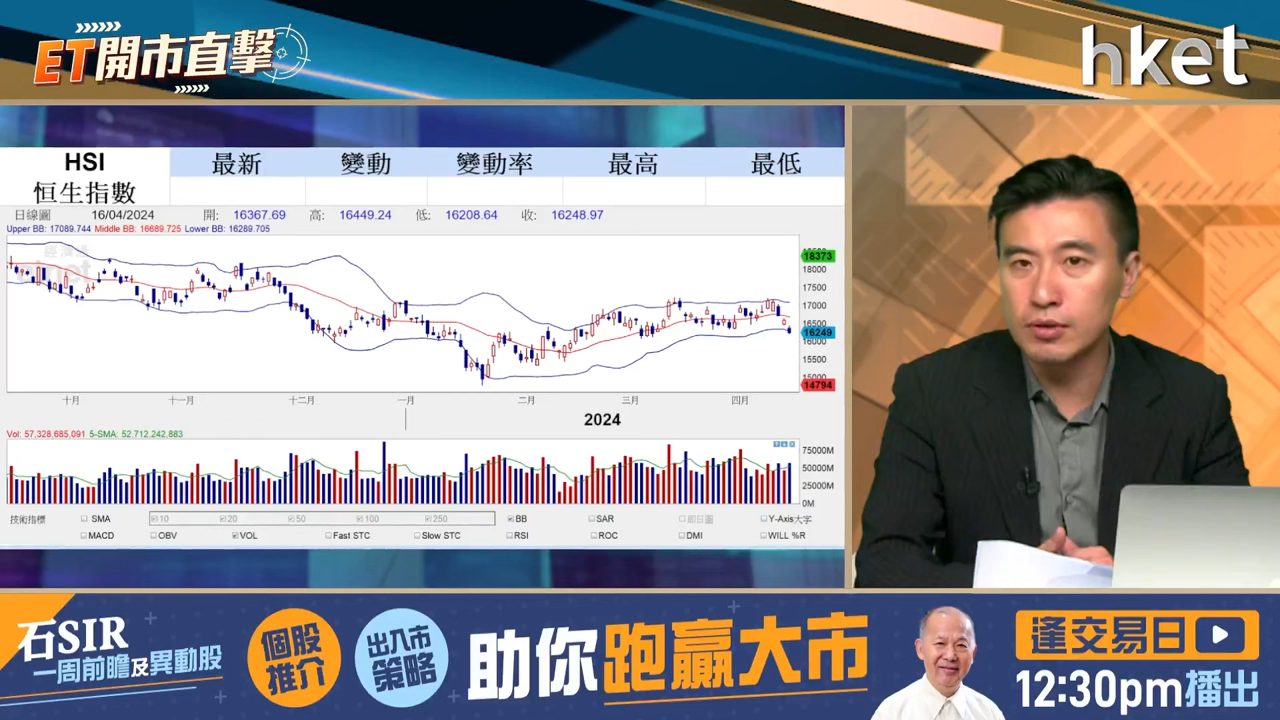 ET開市直擊
hket
HSI 最新 變動 變動率 最高 最低
恒生指數
日線圖 16/04/2024 開: 16367.69 高: 16449.24 低: 16208.64 收: 16248.97
Upper BB: 17089.744 Middle BB: 16689.725 Lower BB: 16289.705
18373
18000
17500
17000
16500
16249
16000
15500
15000
14794
十月 十一月 十二月 一月 二月 三月 四月
2024
Vol: 57,328,685,091 5-SMA: 52,712,242,883
75000M
50000M
25000M
0M
技術指標 SMA 10 20 50 100 250 BB SAR 即日圖 Y-Axis大字
MACD OBV VOL Fast STC Slow STC RSI ROC DMI WILL %R
石SIR
一周前瞻及異動股
個股
推介
出入市
策略
助你跑贏大市
逢交易日
12:30pm播出